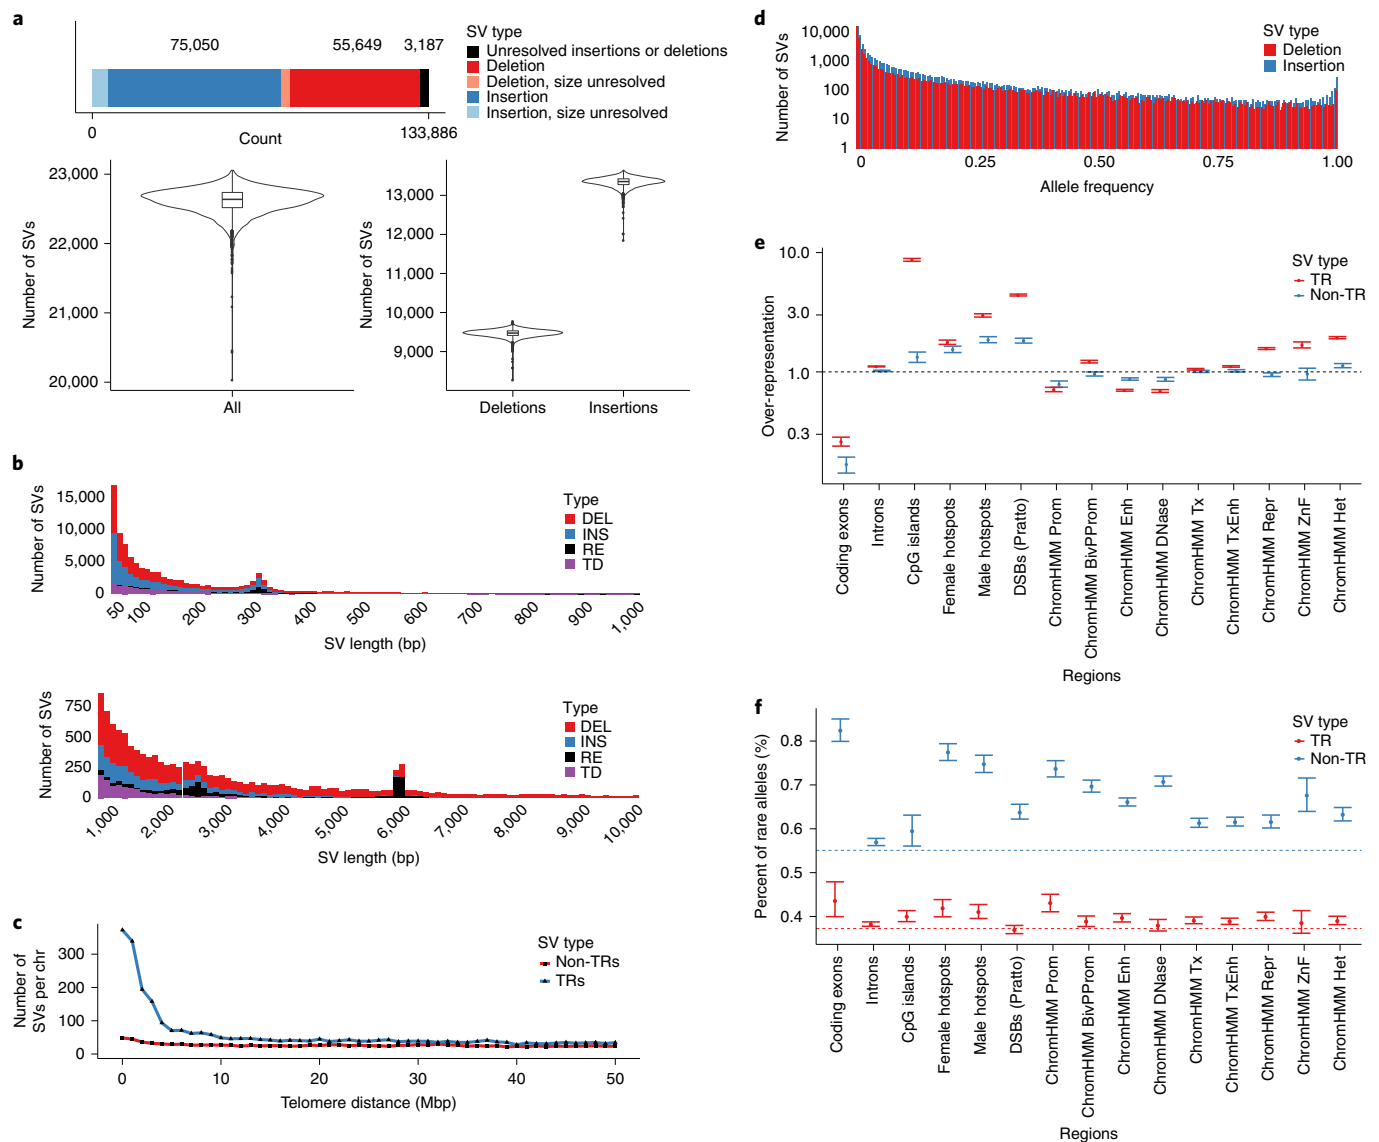 a
75,050
55,649
3,187
SV type
Unresolved insertions or deletions
Deletion
Deletion, size unresolved
Insertion
Insertion, size unresolved
0
133,886
Count
Number of SVs
23,000
22,000
21,000
20,000
All
Number of SVs
13,000
12,000
11,000
10,000
9,000
Deletions
Insertions
b
Number of SVs
15,000
10,000
5,000
0
Type
DEL
INS
RE
TD
50
100
200
300
400
500
600
700
800
900
1,000
SV length (bp)
Number of SVs
750
500
250
0
Type
DEL
INS
RE
TD
1,000
2,000
3,000
4,000
5,000
6,000
7,000
8,000
9,000
10,000
SV length (bp)
c
Number of
SVs per chr
300
200
100
0
SV type
Non-TRs
TRs
0
10
20
30
40
50
Telomere distance (Mbp)
d
Number of SVs
10,000
1,000
100
10
1
SV type
Deletion
Insertion
0
0.25
0.50
0.75
1.00
Allele frequency
e
Over-representation
10.0
3.0
1.0
0.3
SV type
TR
Non-TR
Coding exons
Introns
CpG islands
Female hotspots
Male hotspots
DSBs (Pratto)
ChromHMM Prom
ChromHMM BivPProm
ChromHMM Enh
ChromHMM DNase
ChromHMM Tx
ChromHMM TxEnh
ChromHMM Repr
ChromHMM ZnF
ChromHMM Het
Regions
f
Percent of rare alleles (%)
0.8
0.7
0.6
0.5
0.4
SV type
TR
Non-TR
Coding exons
Introns
CpG islands
Female hotspots
Male hotspots
DSBs (Pratto)
ChromHMM Prom
ChromHMM BivPProm
ChromHMM Enh
ChromHMM DNase
ChromHMM Tx
ChromHMM TxEnh
ChromHMM Repr
ChromHMM ZnF
ChromHMM Het
Regions